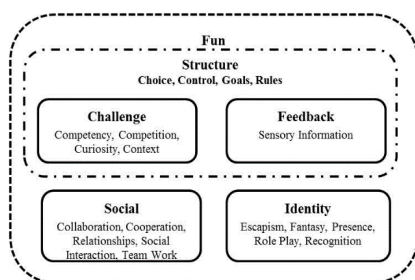 Fun
Structure
Choice, Control, Goals, Rules
Challenge
Competency, Competition,
Curiosity, Context
Feedback
Sensory Information
Social
Collaboration, Cooperation,
Relationships, Social
Interaction, Team Work
Identity
Escapism, Fantasy, Presence,
Role Play, Recognition